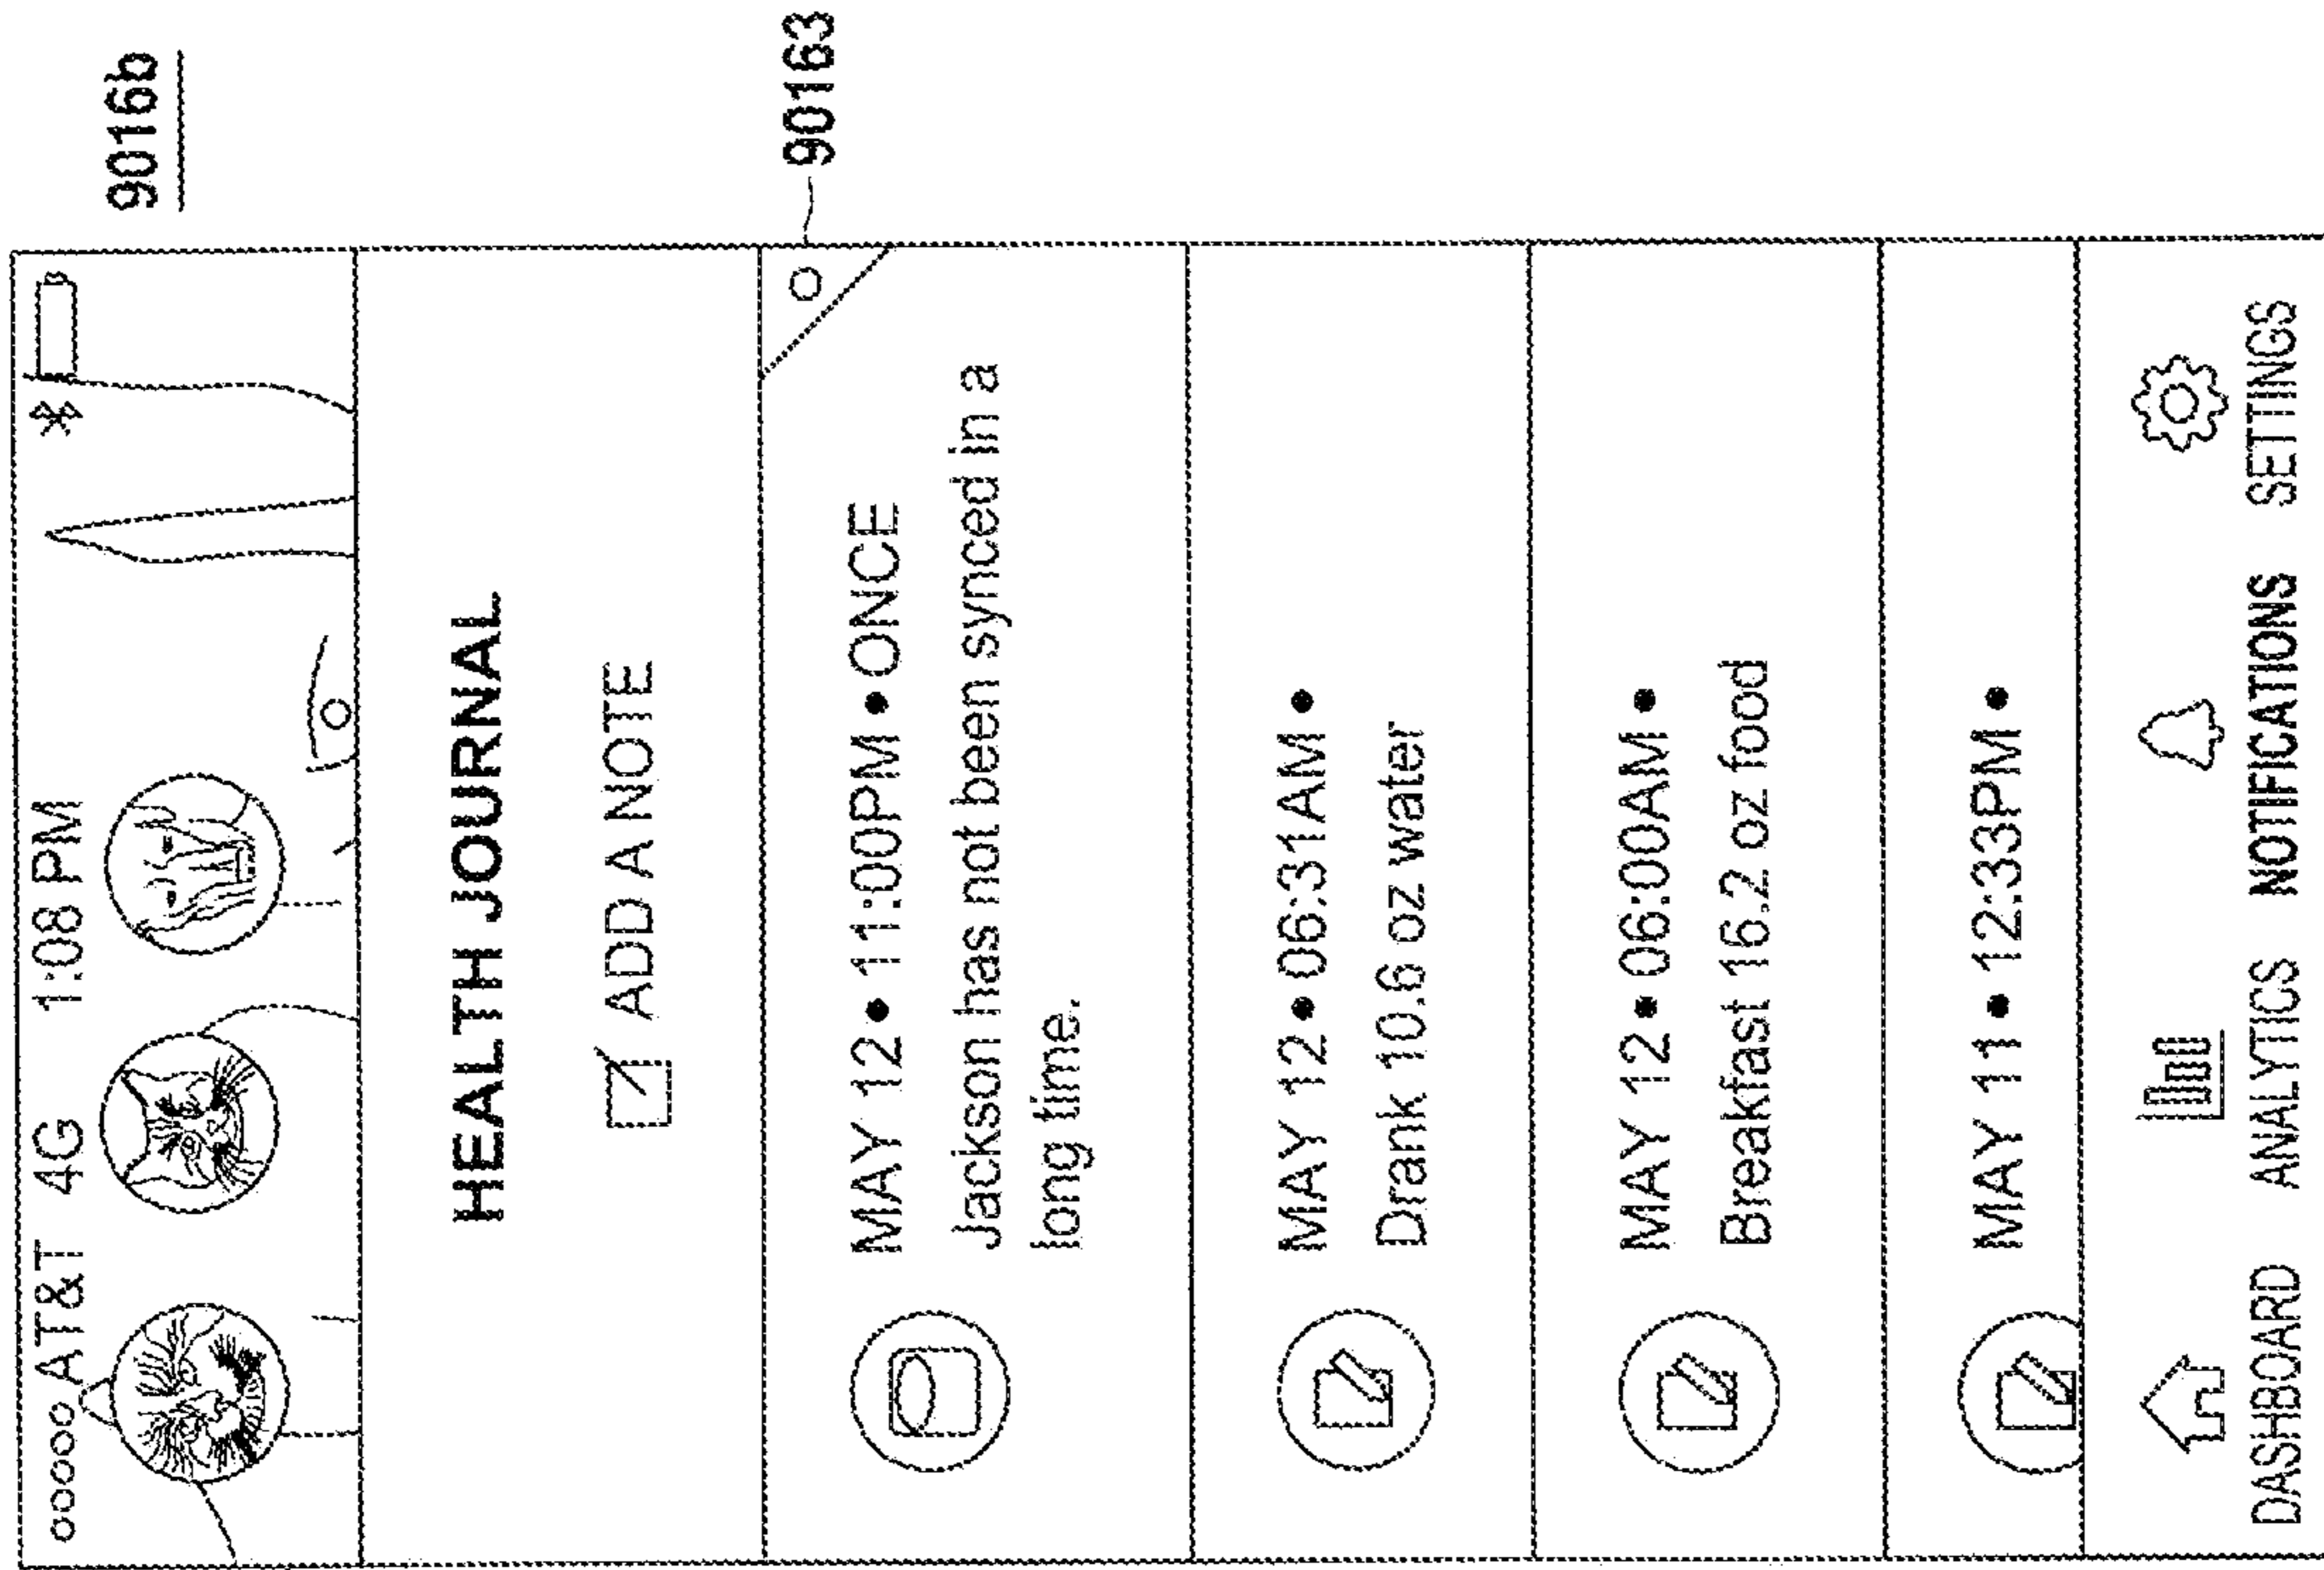 9016b
AT&T 4G 1:08 PM
HEALTH JOURNAL
ADD A NOTE
90163
MAY 12 • 11:00PM • ONCE
Jackson has not been synced in a
long time.
MAY 12 • 06:31AM •
Drank 10.6 oz water
MAY 12 • 06:00AM •
Breakfast 16.2 oz food
MAY 11 • 12:33PM •
DASHBOARD ANALYTICS NOTIFICATIONS SETTINGS